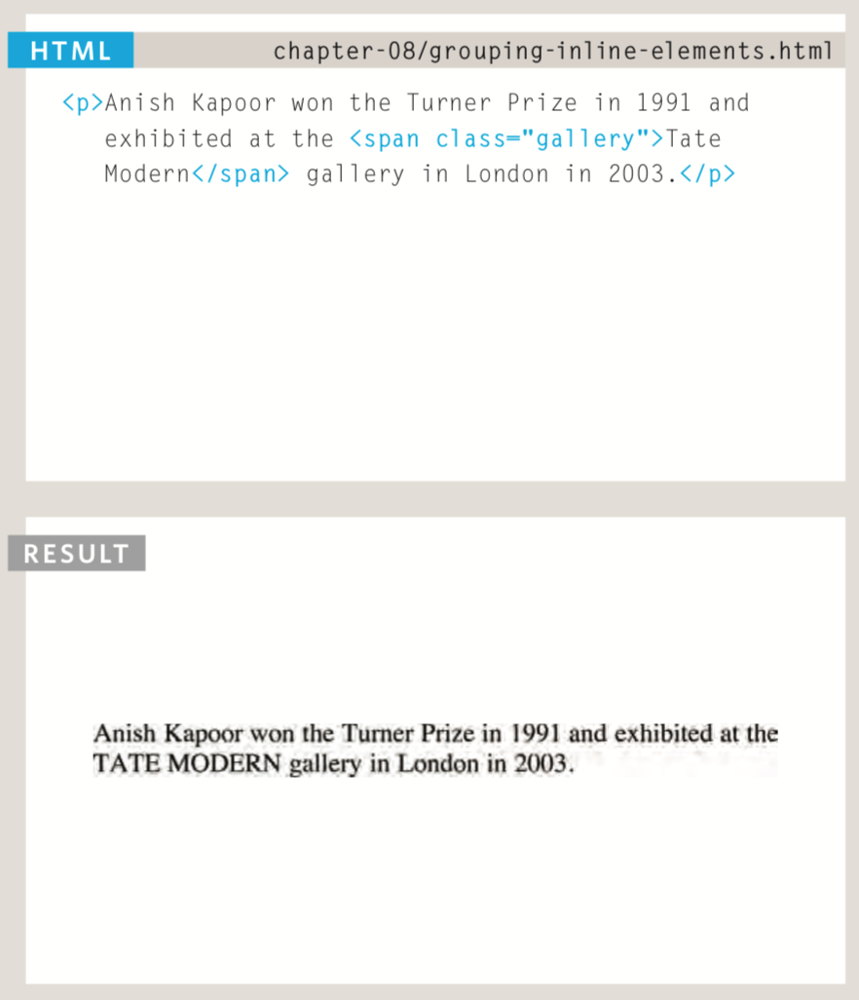 HTML
chapter-08/grouping-inline-elements.html
<p>Anish Kapoor won the Turner Prize in 1991 and
exhibited at the <span class="gallery">Tate
Modern</span> gallery in London in 2003.</p>
RESULT
Anish Kapoor won the Turner Prize in 1991 and exhibited at the
TATE MODERN gallery in London in 2003.